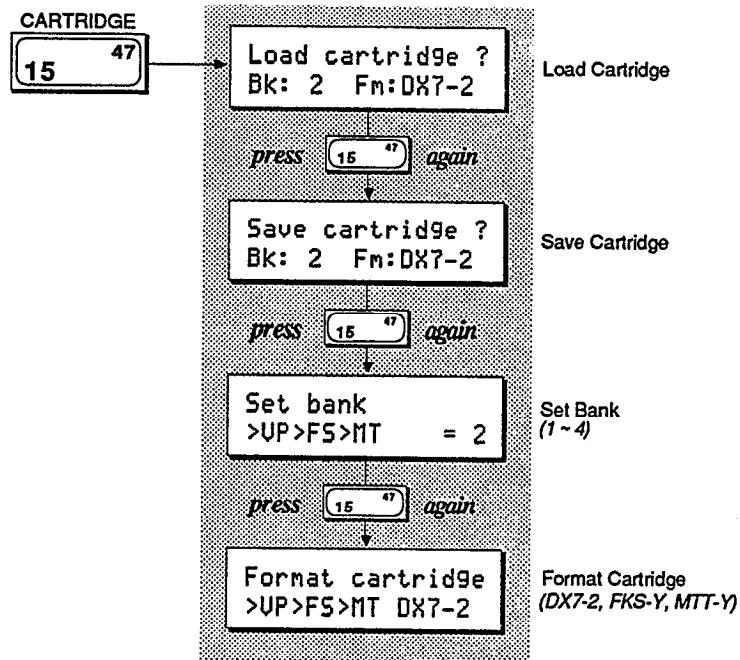 CARTRIDGE
15 47
Load cartridge ?
Bk: 2 Fm:DX7-2
Load Cartridge
press 15 47 again
Save cartridge ?
Bk: 2 Fm:DX7-2
Save Cartridge
press 15 47 again
Set bank
>VP>FS>MT = 2
Set Bank
(1 ~ 4)
press 15 47 again
Format cartridge
>VP>FS>MT DX7-2
Format Cartridge
(DX7-2, FKS-Y, MTT-Y)